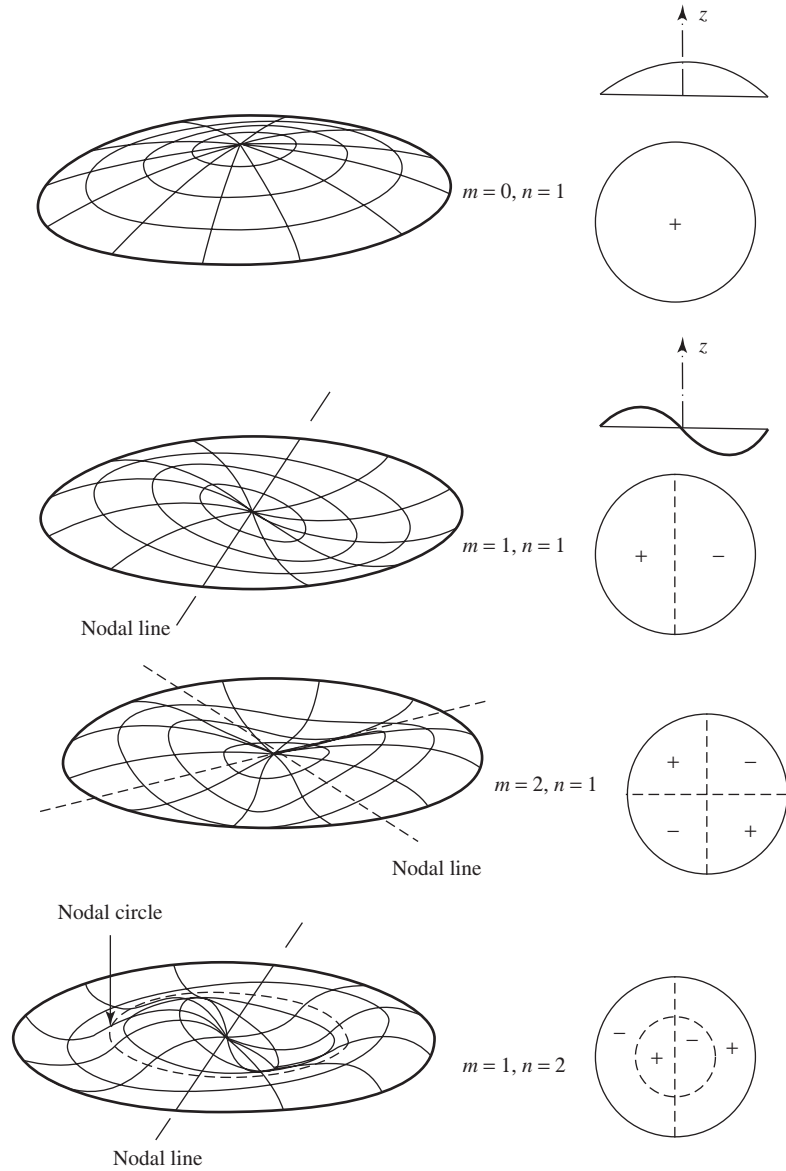 z
m = 0, n = 1
+
z
m = 1, n = 1
+ −
Nodal line
+ −
m = 2, n = 1
− +
Nodal line
Nodal circle
− −
+ +
m = 1, n = 2
Nodal line